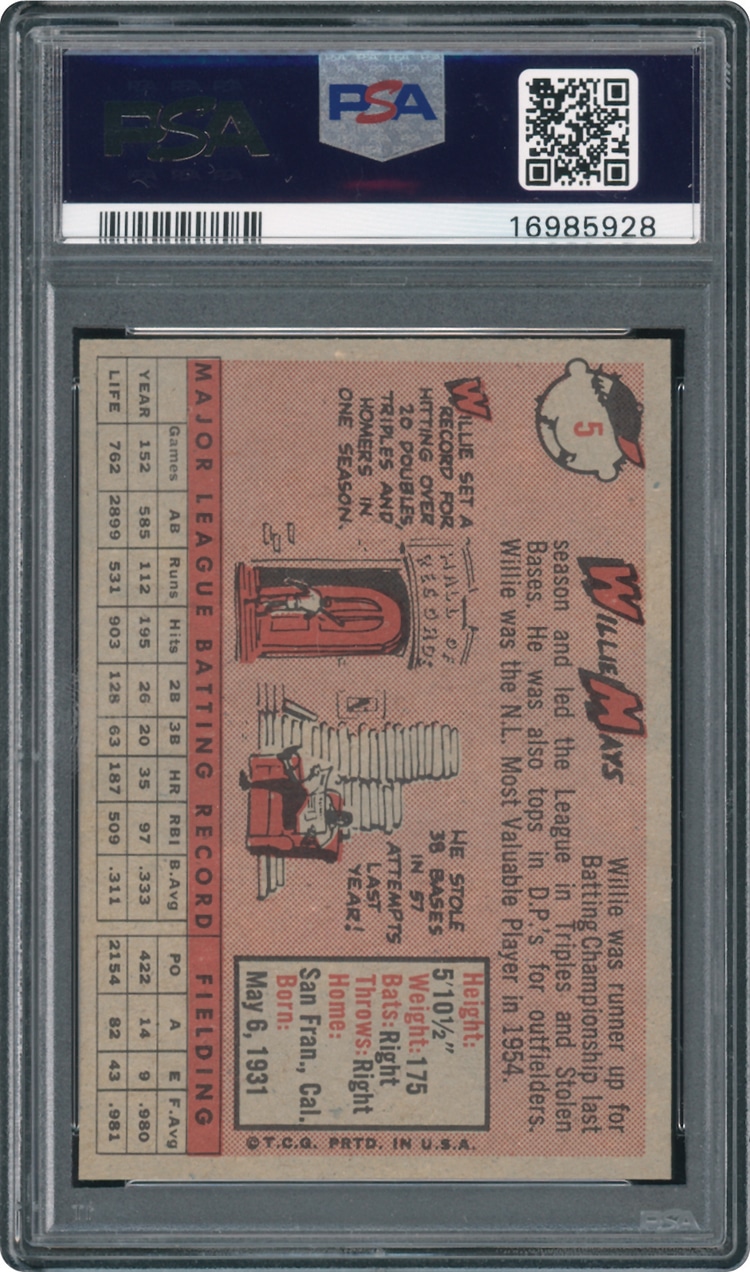 PSA
PSA
16985928
5
WILLIE MAYS
Willie was runner up for
Batting Championship last
season and led the League in Triples and Stolen
Bases. He was also tops in D.P.'s for outfielders.
Willie was the N.L. Most Valuable Player in 1954.
WILLIE SET A
RECORD FOR
HITTING OVER
20 DOUBLES,
TRIPLES AND
HOMERS IN
ONE SEASON.
HALL OF
RECORDS
HE STOLE
38 BASES
IN 57
ATTEMPTS
LAST
YEAR!
Height:
5'10½"
Weight: 175
Bats: Right
Throws: Right
Home:
San Fran., Cal.
Born:
May 6, 1931
© T.C.G. PRTD. IN U.S.A.
MAJOR LEAGUE BATTING RECORD FIELDING
Games AB Runs Hits 2B 3B HR RBI B.Avg PO A E F.Avg
YEAR 152 585 112 195 26 20 35 97 .333 422 14 9 .980
LIFE 762 2899 531 903 128 63 187 509 .311 2154 82 43 .981
PSA